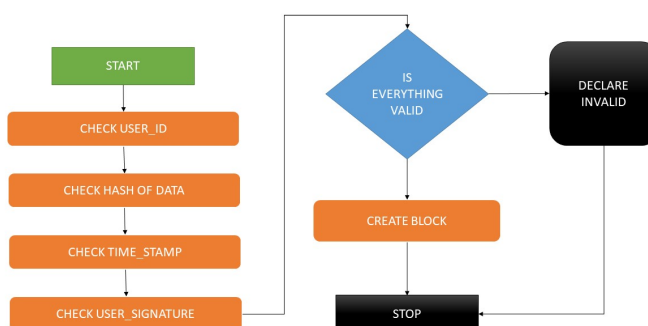 START
CHECK USER_ID
CHECK HASH OF DATA
CHECK TIME_STAMP
CHECK USER_SIGNATURE
IS
EVERYTHING
VALID
CREATE BLOCK
STOP
DECLARE
INVALID